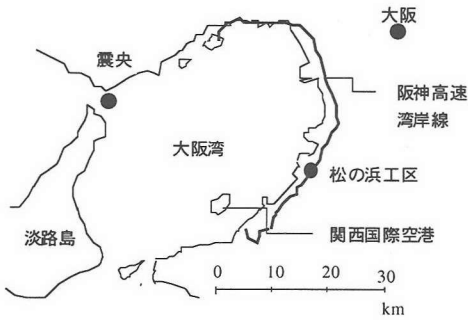 大阪
震央
阪神高速
湾岸線
大阪湾
松の浜工区
淡路島
関西国際空港
0 10 20 30
km